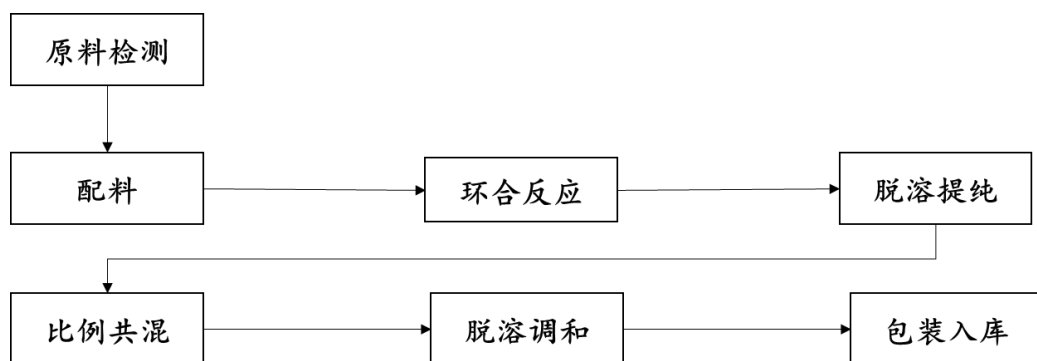 原料检测
配料
环合反应
脱溶提纯
比例共混
脱溶调和
包装入库